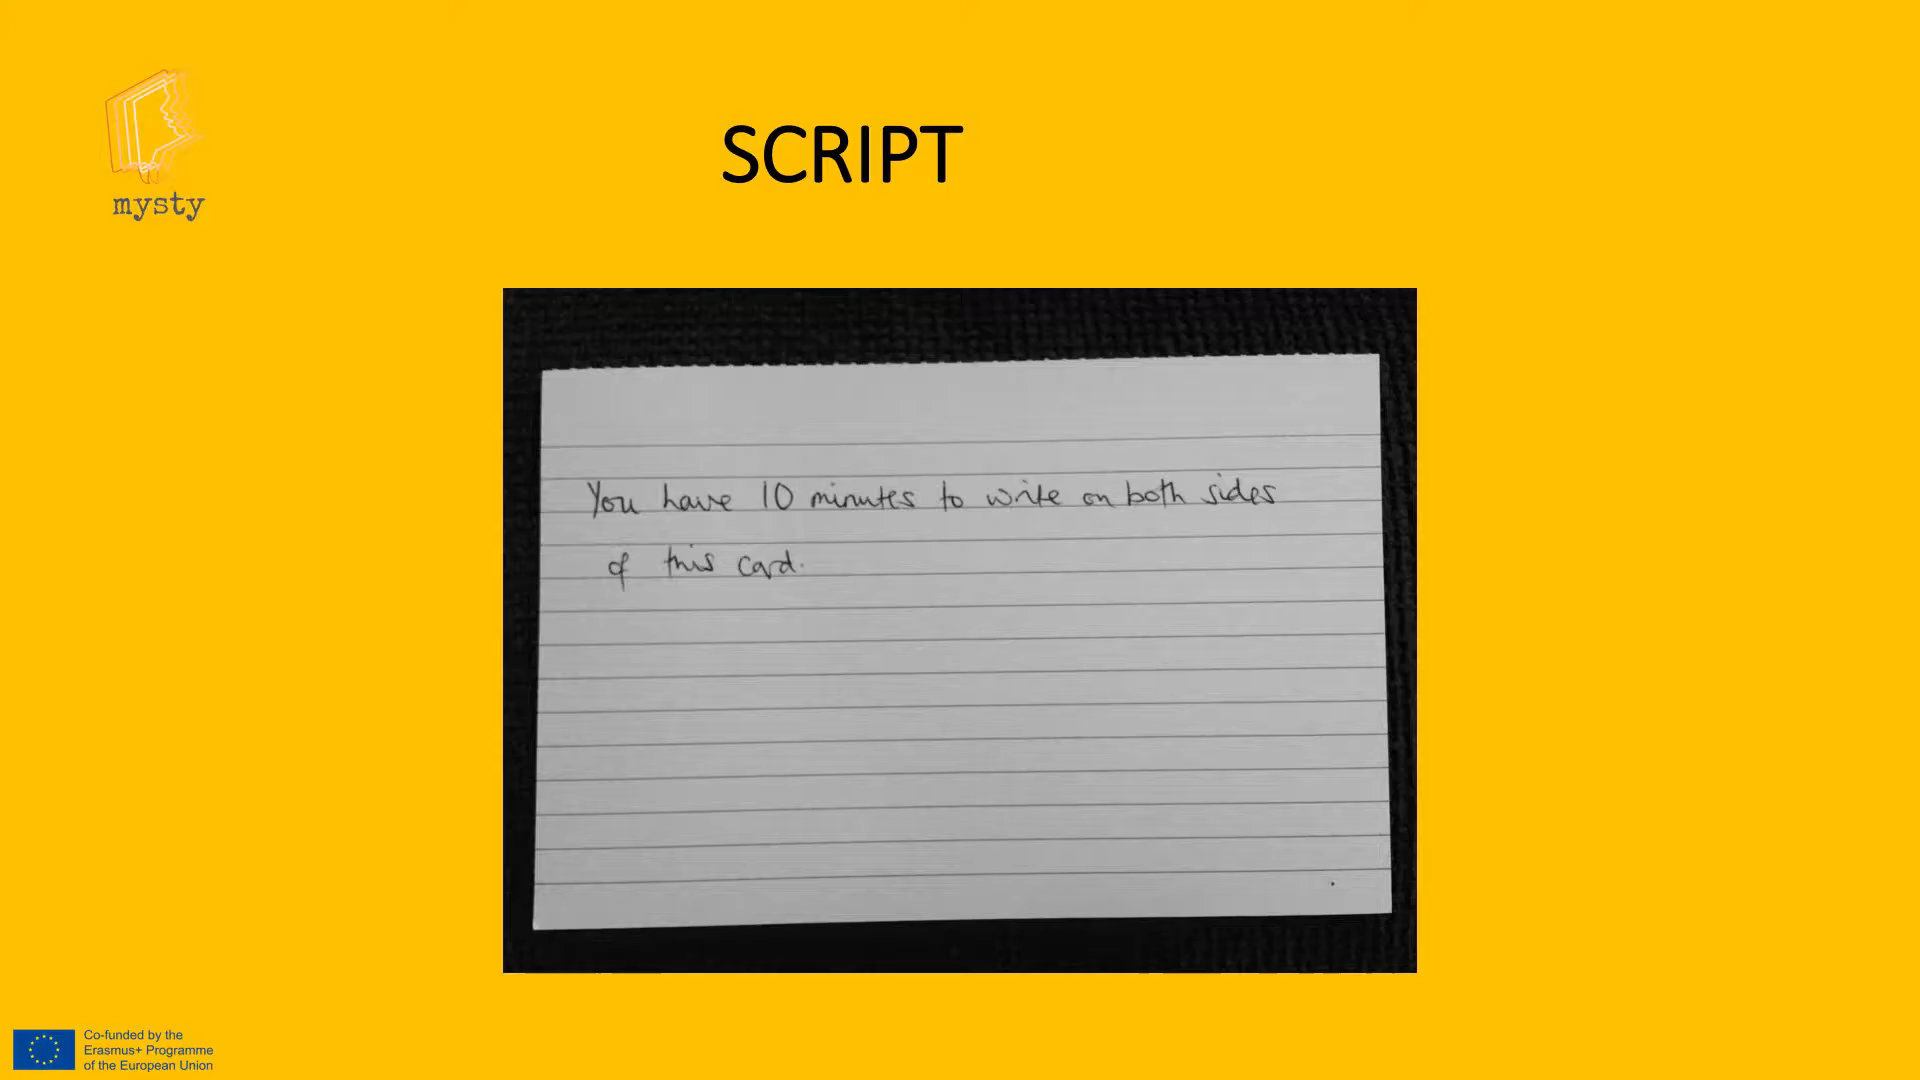 mysty
SCRIPT
You have 10 minutes to write on both sides
of this card.
Co-funded by the
Erasmus+ Programme
of the European Union